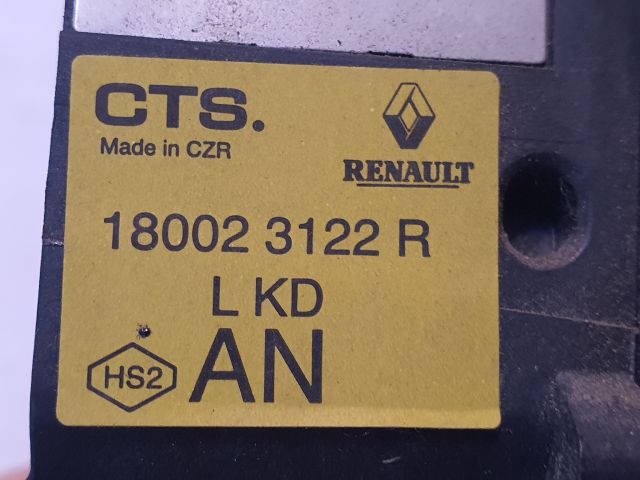 CTS.
Made in CZR
RENAULT
18002 3122 R
L KD
HS2 AN